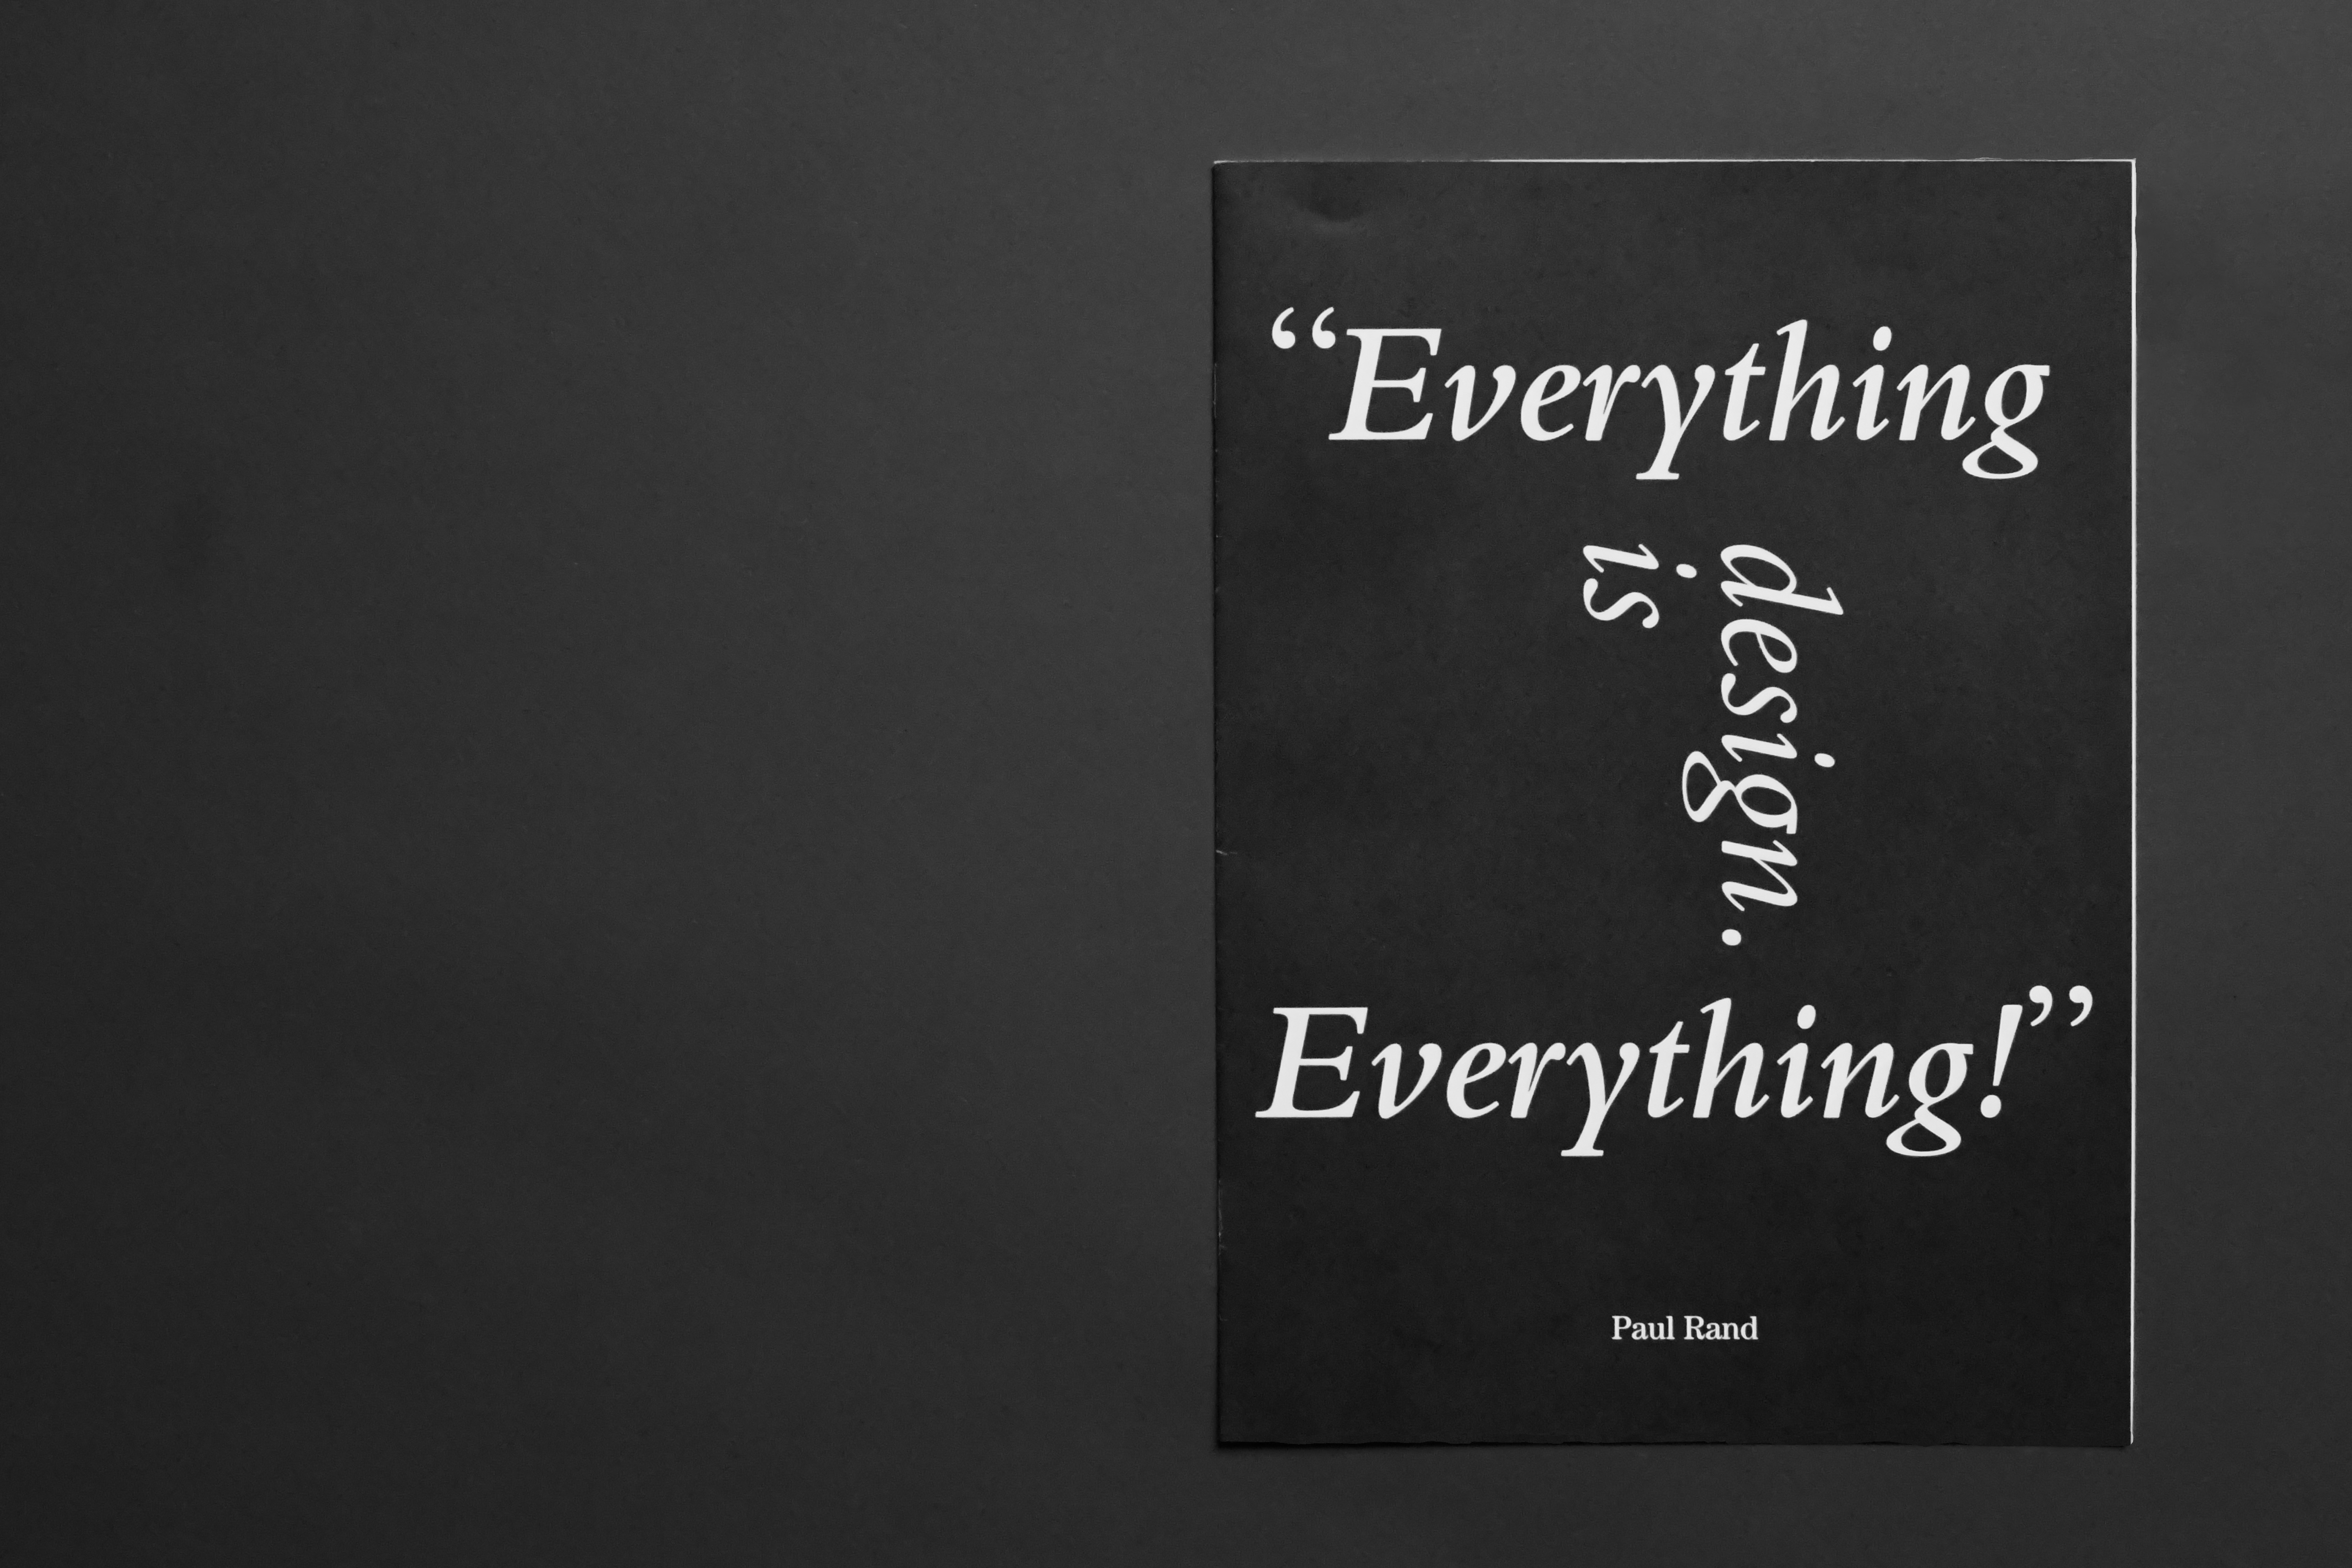 “Everything
is
design.
Everything!”
Paul Rand